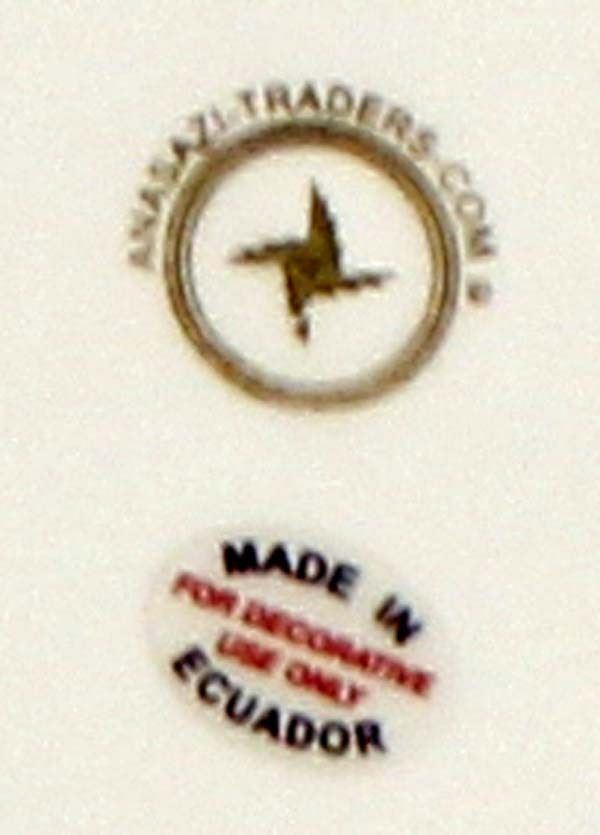 ANASAZI-TRADERS-COM ®
MADE IN
FOR DECORATIVE
USE ONLY
ECUADOR